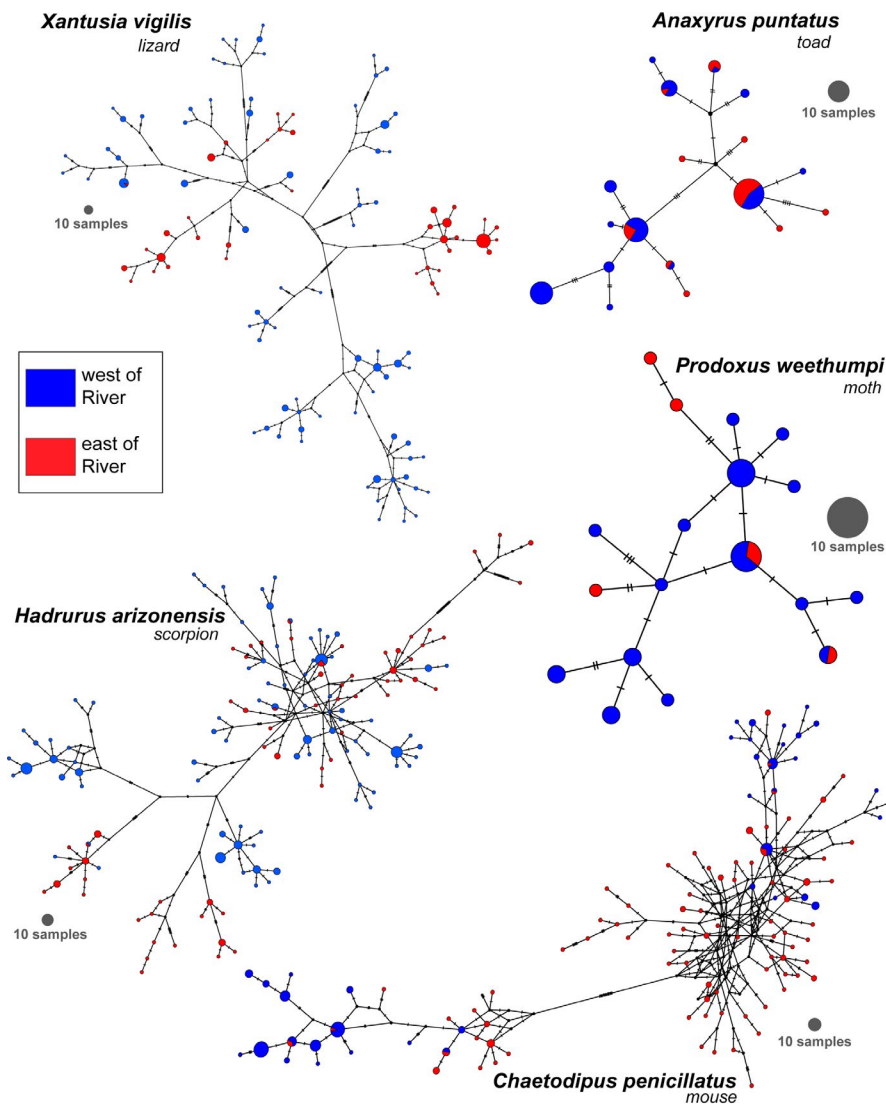 Xantusia vigilis
lizard
Anaxyrus puntatus
toad
10 samples
10 samples
west of
River
east of
River
Prodoxus weethumpi
moth
10 samples
Hadrurus arizonensis
scorpion
10 samples
10 samples
Chaetodipus penicillatus
mouse